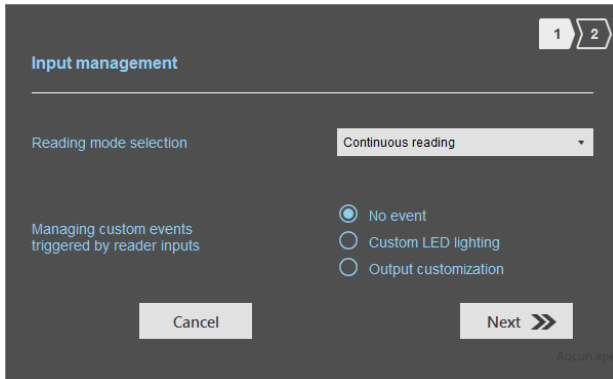 1 2
Input management
Reading mode selection
Continuous reading
Managing custom events
triggered by reader inputs
No event
Custom LED lighting
Output customization
Cancel
Next
Aucun